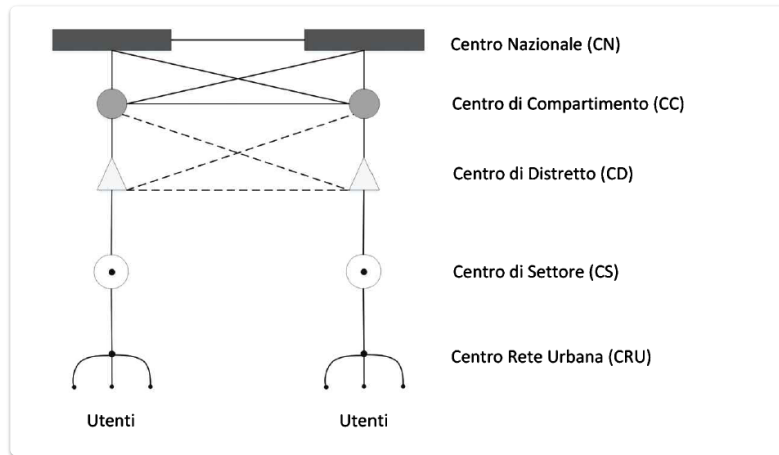 Centro Nazionale (CN)
Centro di Compartimento (CC)
Centro di Distretto (CD)
Centro di Settore (CS)
Centro Rete Urbana (CRU)
Utenti
Utenti